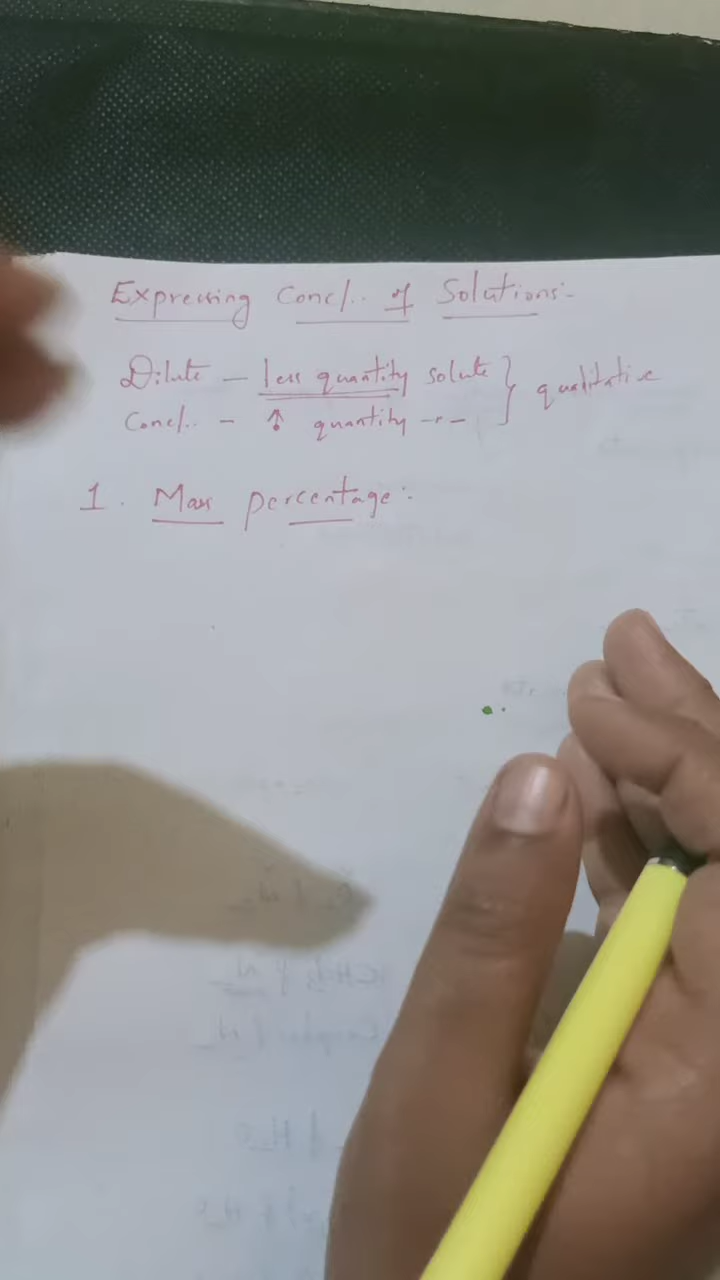 Expressing Concl.. of Solutions:-
Dilute — less quantity solute } qualitative
Concl.. - ↑ quantity -- -
1. Mass percentage:-